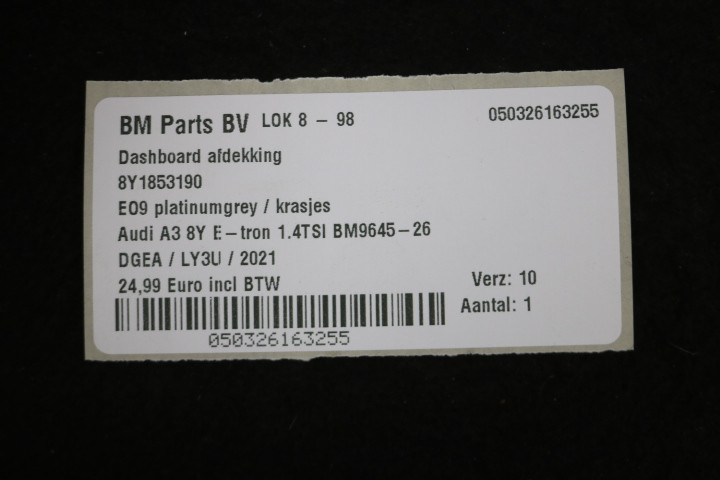 BM Parts BV LOK 8 - 98 050326163255
Dashboard afdekking
8Y1853190
E09 platinumgrey / krasjes
Audi A3 8Y E-tron 1.4TSI BM9645-26
DGEA / LY3U / 2021
24,99 Euro incl BTW Verz: 10
Aantal: 1
050326163255